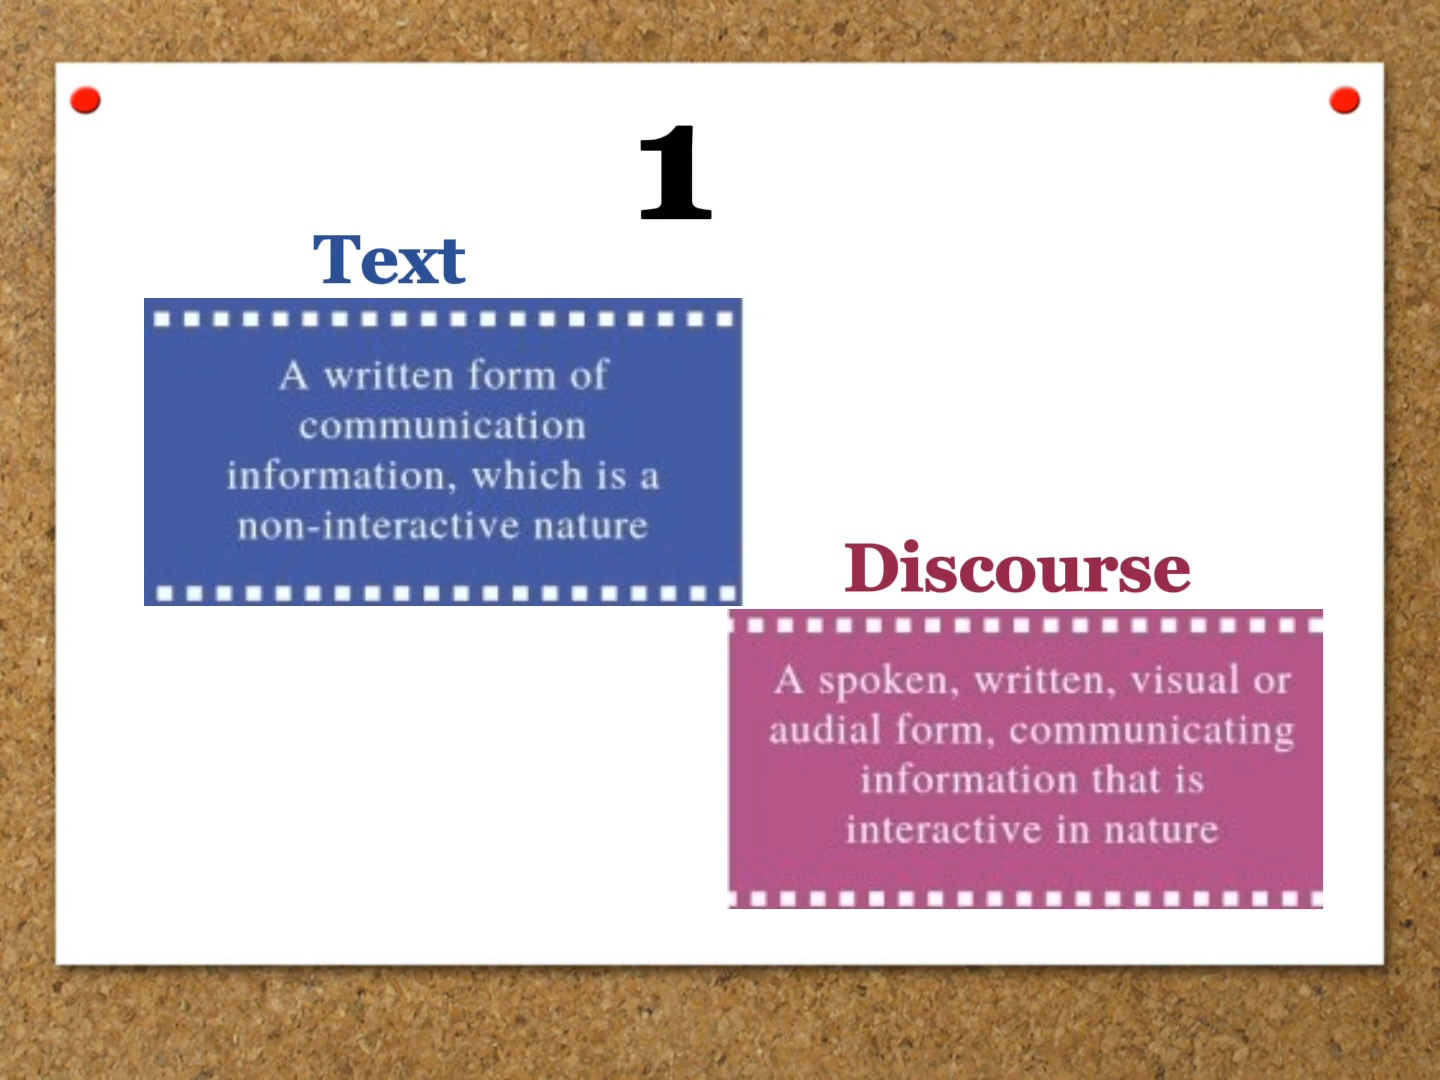 1
Text
A written form of
communication
information, which is a
non-interactive nature
Discourse
A spoken, written, visual or
audial form, communicating
information that is
interactive in nature